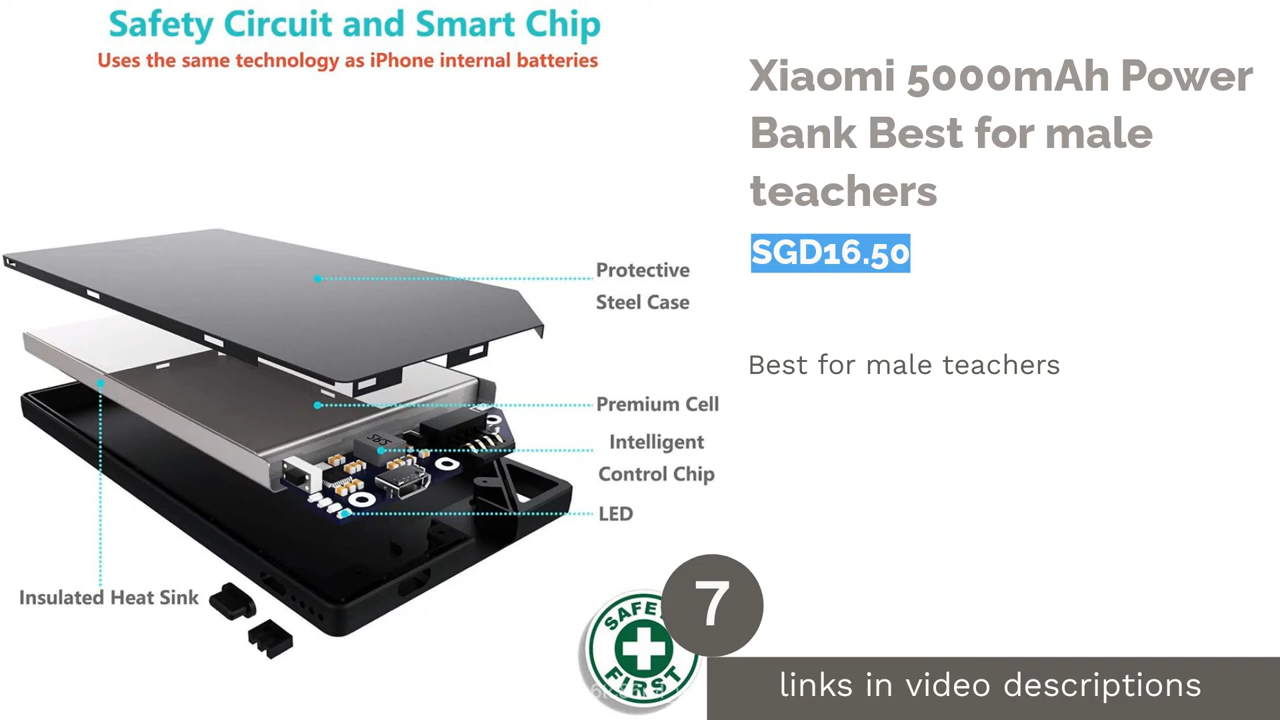 Safety Circuit and Smart Chip
Uses the same technology as iPhone internal batteries
Protective
Steel Case
Premium Cell
Intelligent
Control Chip
LED
Insulated Heat Sink
SAFETY
FIRST
Xiaomi 5000mAh Power
Bank Best for male
teachers
SGD16.50
Best for male teachers
7
links in video descriptions